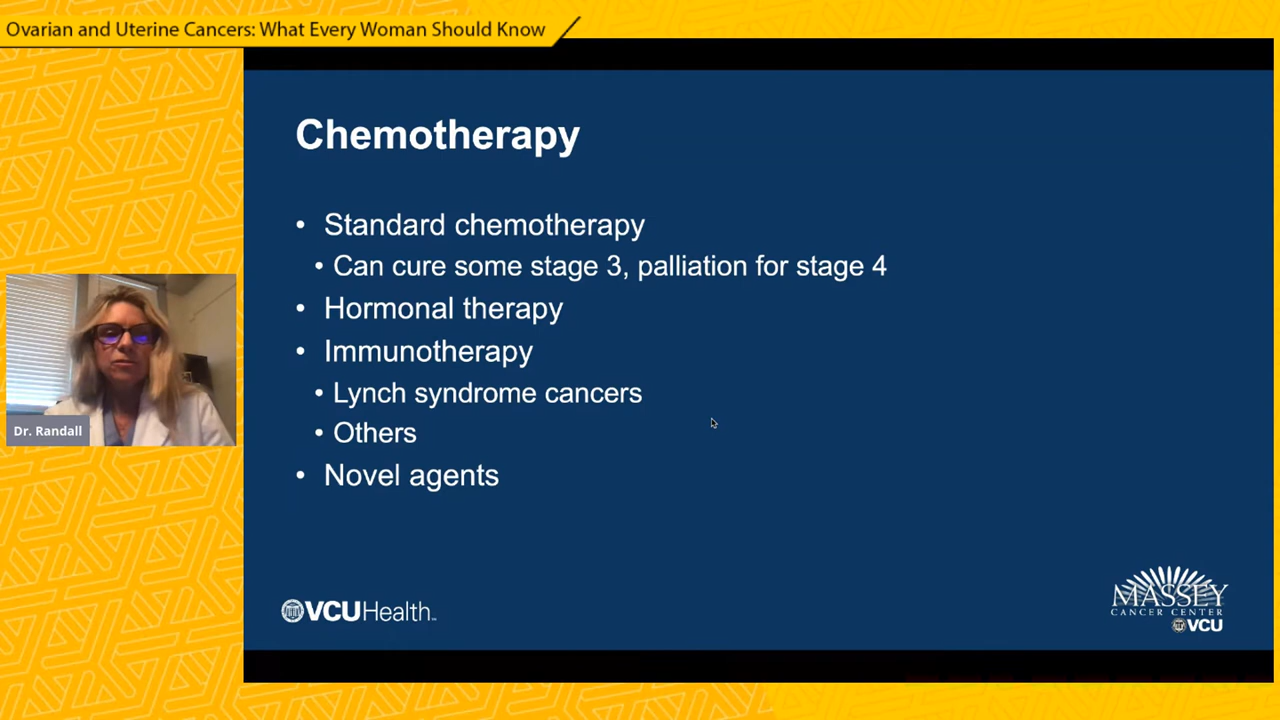 Ovarian and Uterine Cancers: What Every Woman Should Know
Chemotherapy
• Standard chemotherapy
• Can cure some stage 3, palliation for stage 4
• Hormonal therapy
• Immunotherapy
• Lynch syndrome cancers
• Others
• Novel agents
Dr. Randall
VCUHealth™
MASSEY
CANCER CENTER
VCU